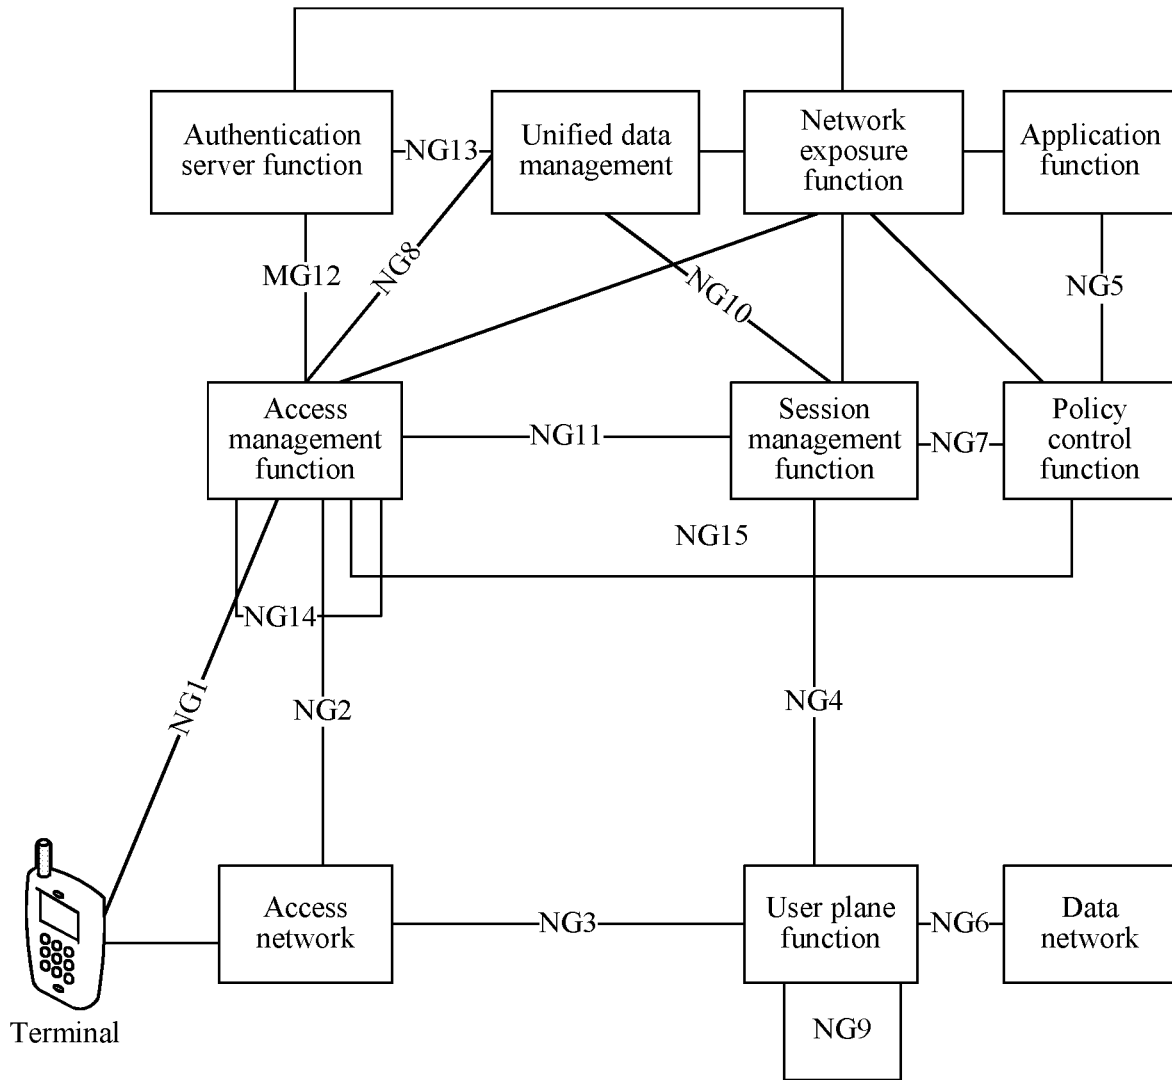 Authentication
server function
NG13
Unified data
management
Network
exposure
function
Application
function
MG12
NG8
NG10
NG5
Access
management
function
NG11
Session
management
function
NG7
Policy
control
function
NG15
NG14
NG1
NG2
NG4
Access
network
NG3
User plane
function
NG6
Data
network
Terminal
NG9